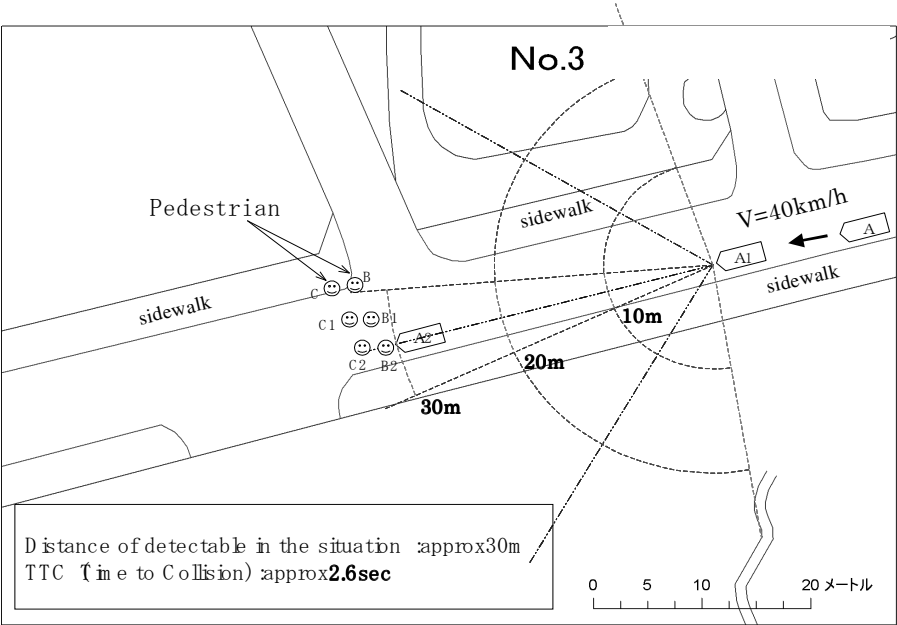 No.3
Pedestrian
sidewalk
V=40km/h
A
A1
sidewalk
B
C
sidewalk
C1
B1
10m
A2
C2
B2
20m
30m
Distance of detectable in the situation :approx30m
TTC (Time to Collision):approx2.6sec
0 5 10 20 メートル